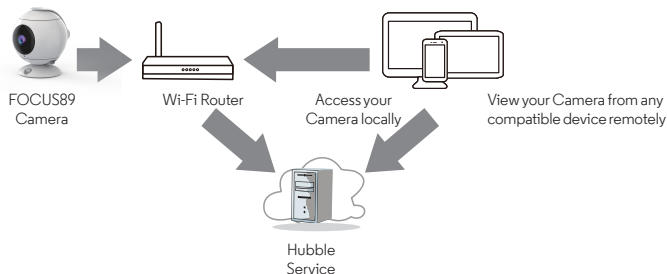 FOCUS89
Camera
Wi-Fi Router
Access your
Camera locally
View your Camera from any
compatible device remotely
Hubble
Service